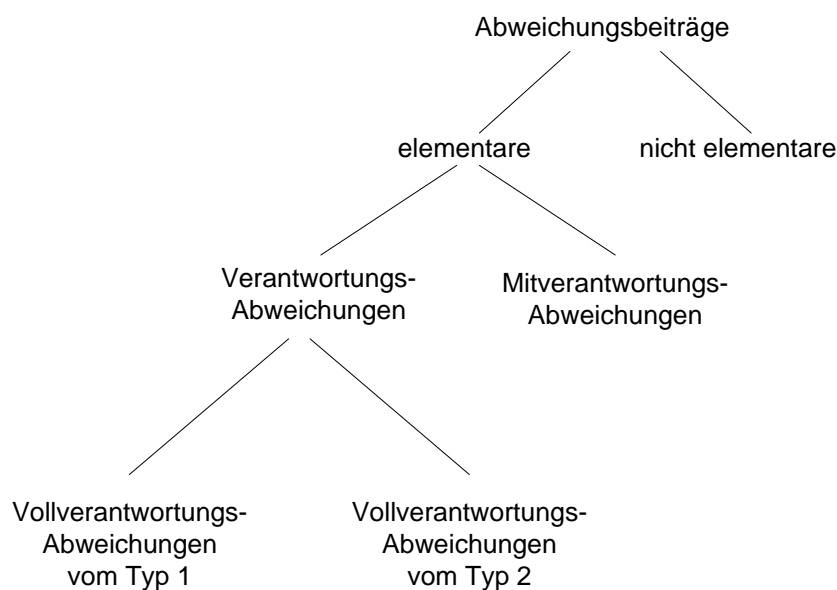 Abweichungsbeiträge
elementare
nicht elementare
Verantwortungs-
Abweichungen
Mitverantwortungs-
Abweichungen
Vollverantwortungs-
Abweichungen
vom Typ 1
Vollverantwortungs-
Abweichungen
vom Typ 2